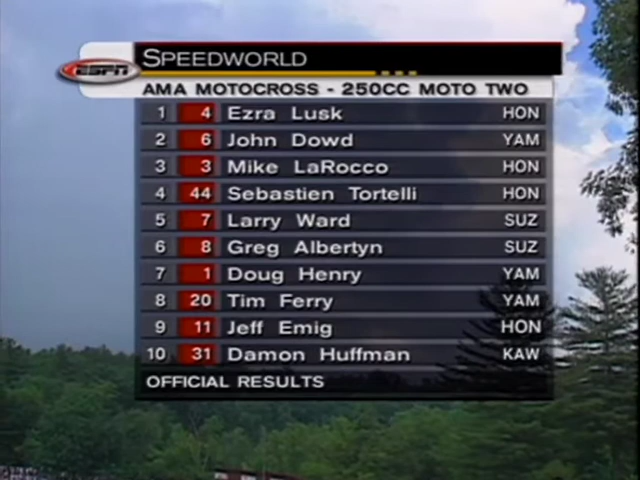 ESPN
SPEEDWORLD
AMA MOTOCROSS - 250CC MOTO TWO
1 4 Ezra Lusk HON
2 6 John Dowd YAM
3 3 Mike LaRocco HON
4 44 Sebastien Tortelli HON
5 7 Larry Ward SUZ
6 8 Greg Albertyn SUZ
7 1 Doug Henry YAM
8 20 Tim Ferry YAM
9 11 Jeff Emig HON
10 31 Damon Huffman KAW
OFFICIAL RESULTS